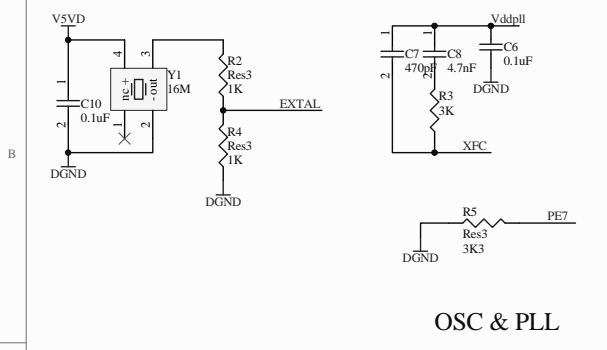 V5VD
4
3
1
C10
0.1uF
2
DGND
nc +
- out
Y1
16M
1
2
R2
Res3
1K
EXTAL
R4
Res3
1K
DGND
B
Vddpll
1
C7
470pF
2
1
C8
4.7nF
2
C6
0.1uF
DGND
R3
3K
XFC
R5
Res3
3K3
PE7
DGND
OSC & PLL